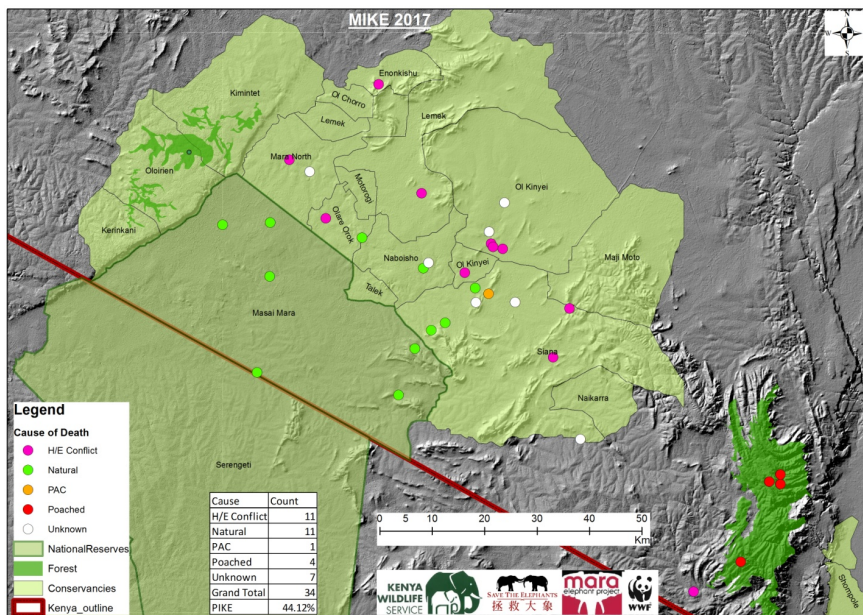 MIKE 2017
N
W
E
S
Enonkishu
Kimintet
Ol Chorro
Lemek
Lemek
Mara North
Oloirien
Motorogi
Ol Kinyei
Olare Orok
Kerinkani
Naboisho
Ol Kinyei
Maji Moto
Talek
Masai Mara
Siana
Naikarra
Serengeti
Shompole
Legend
Cause of Death
H/E Conflict
Natural
PAC
Poached
Unknown
NationalReserves
Forest
Conservancies
Kenya_outline
Cause Count
H/E Conflict 11
Natural 11
PAC 1
Poached 4
Unknown 7
Grand Total 34
PIKE 44.12%
0 5 10 20 30 40 50
Km
KENYA
WILDLIFE
SERVICE
SAVE THE ELEPHANTS
拯救大象
mara
elephant project
WWF